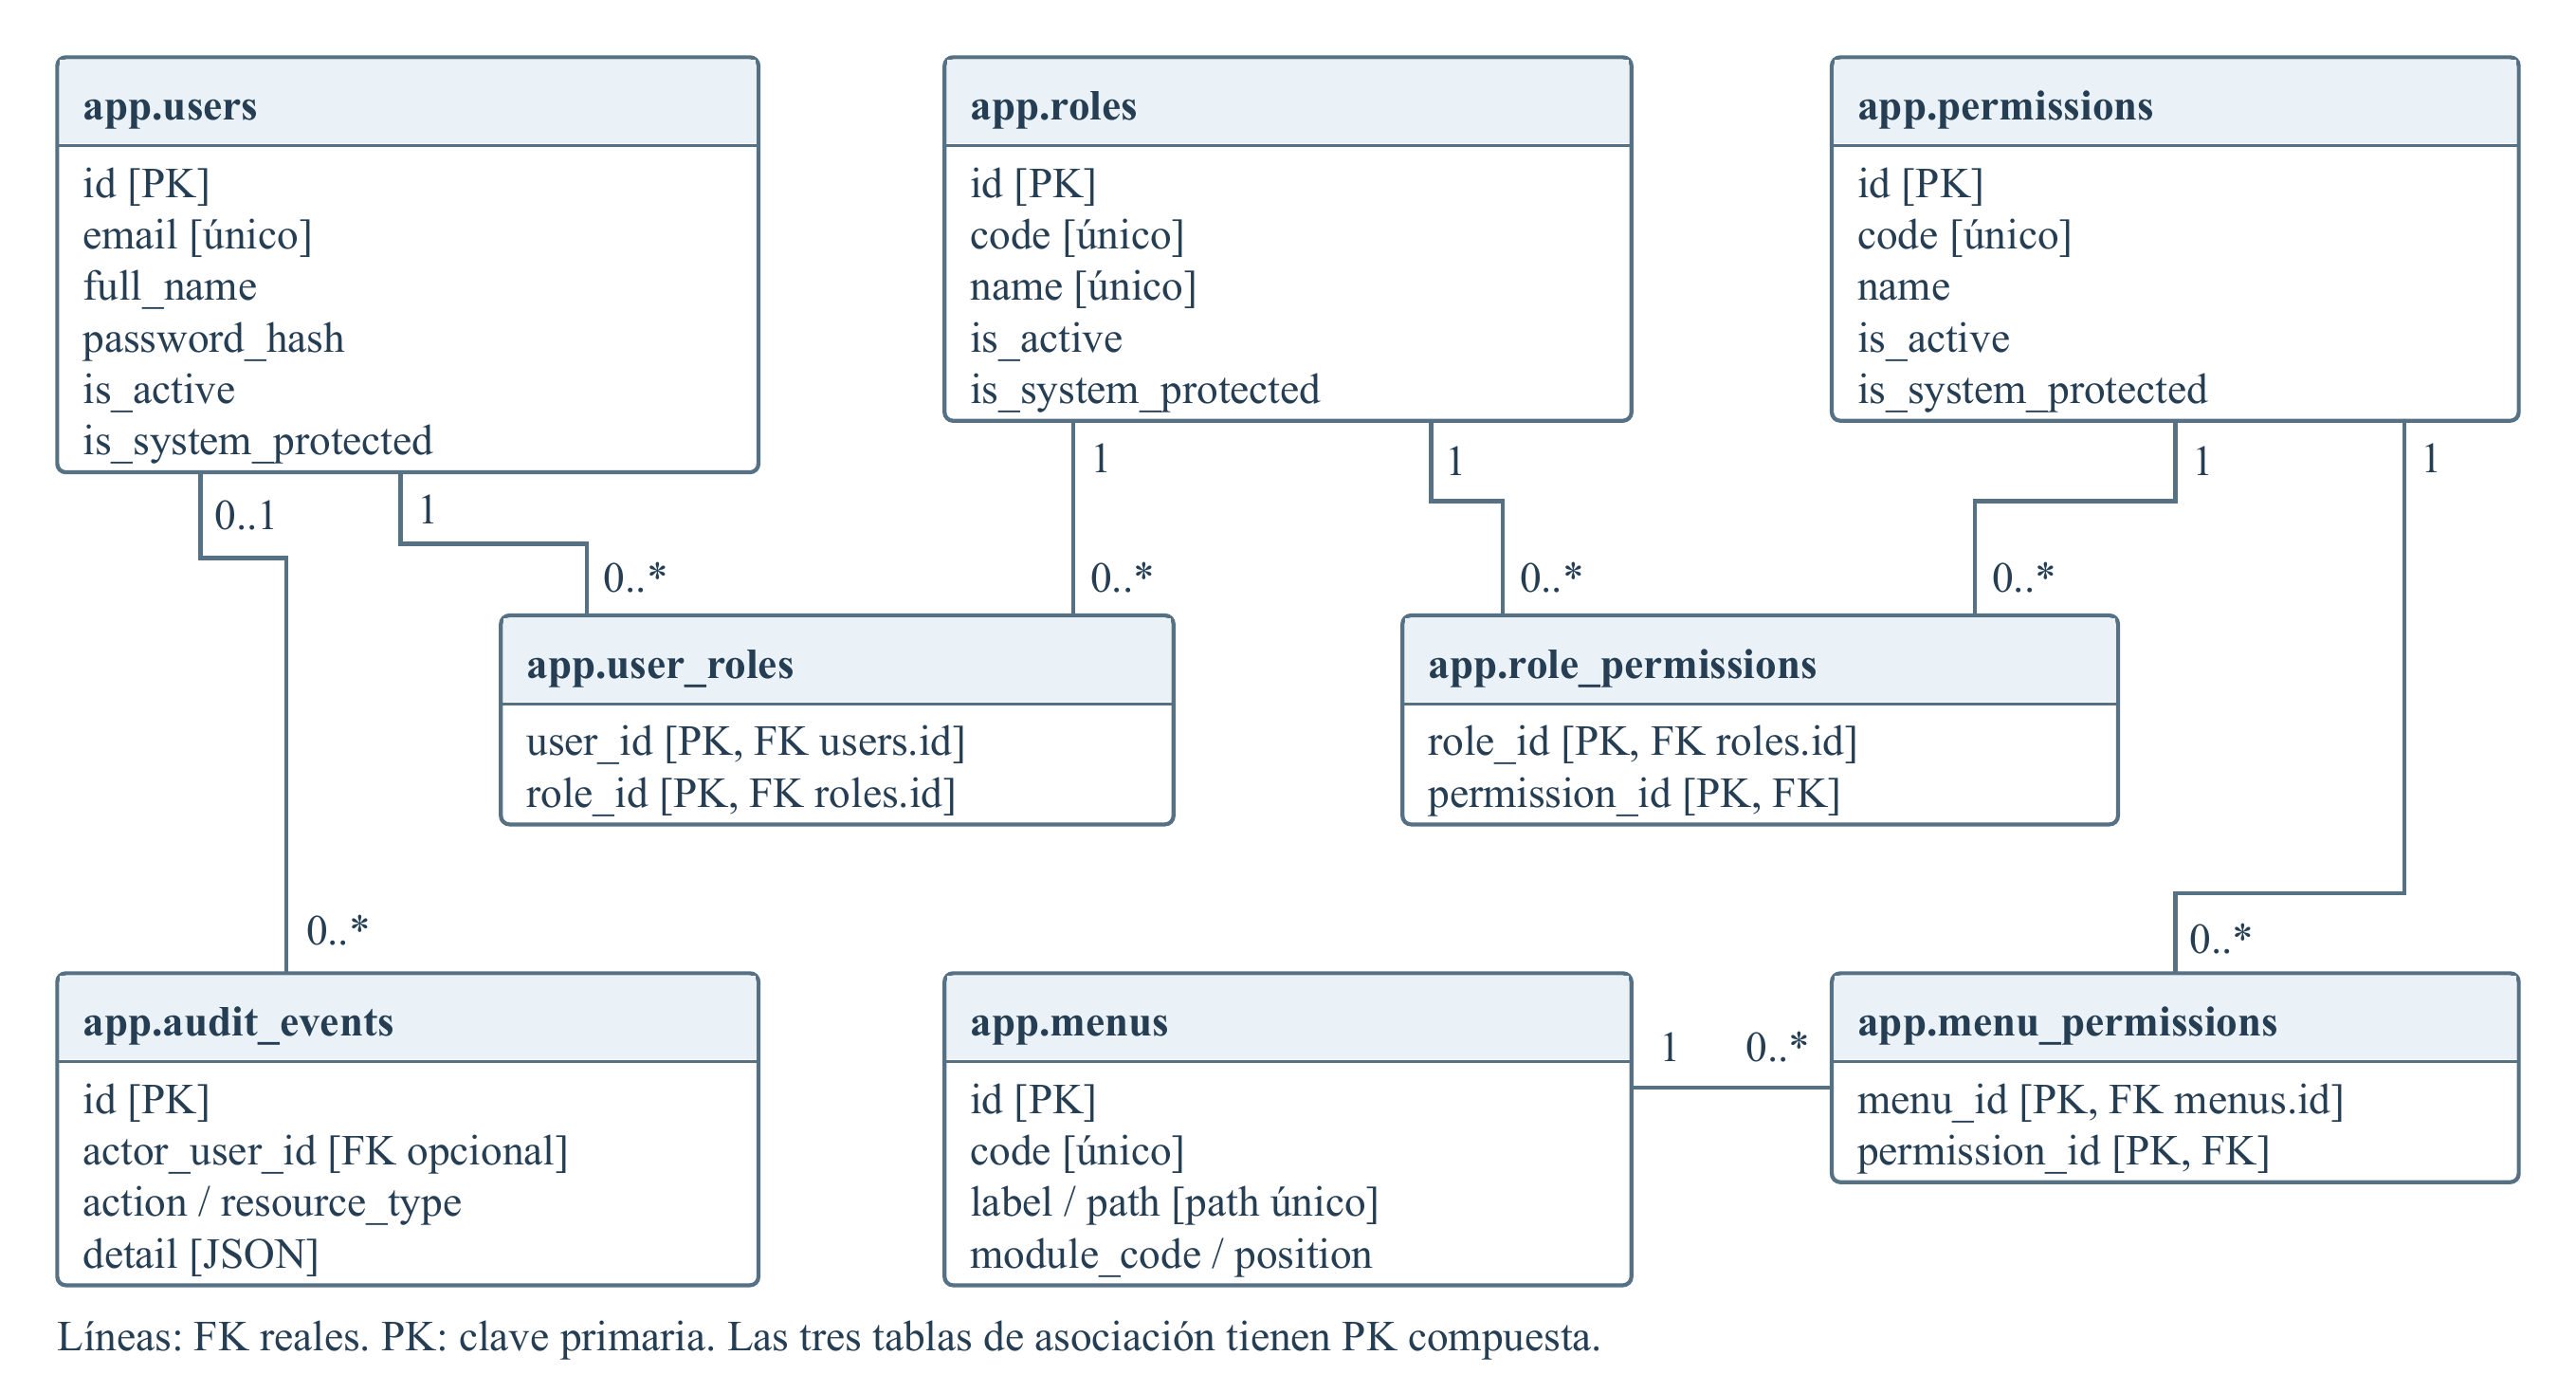 app.users
id [PK]
email [único]
full_name
password_hash
is_active
is_system_protected
app.roles
id [PK]
code [único]
name [único]
is_active
is_system_protected
app.permissions
id [PK]
code [único]
name
is_active
is_system_protected
0..1
1
1
1
1
1
0..*
0..*
0..*
0..*
app.user_roles
user_id [PK, FK users.id]
role_id [PK, FK roles.id]
app.role_permissions
role_id [PK, FK roles.id]
permission_id [PK, FK]
0..*
0..*
app.audit_events
id [PK]
actor_user_id [FK opcional]
action / resource_type
detail [JSON]
app.menus
id [PK]
code [único]
label / path [path único]
module_code / position
1
0..*
app.menu_permissions
menu_id [PK, FK menus.id]
permission_id [PK, FK]
Líneas: FK reales. PK: clave primaria. Las tres tablas de asociación tienen PK compuesta.